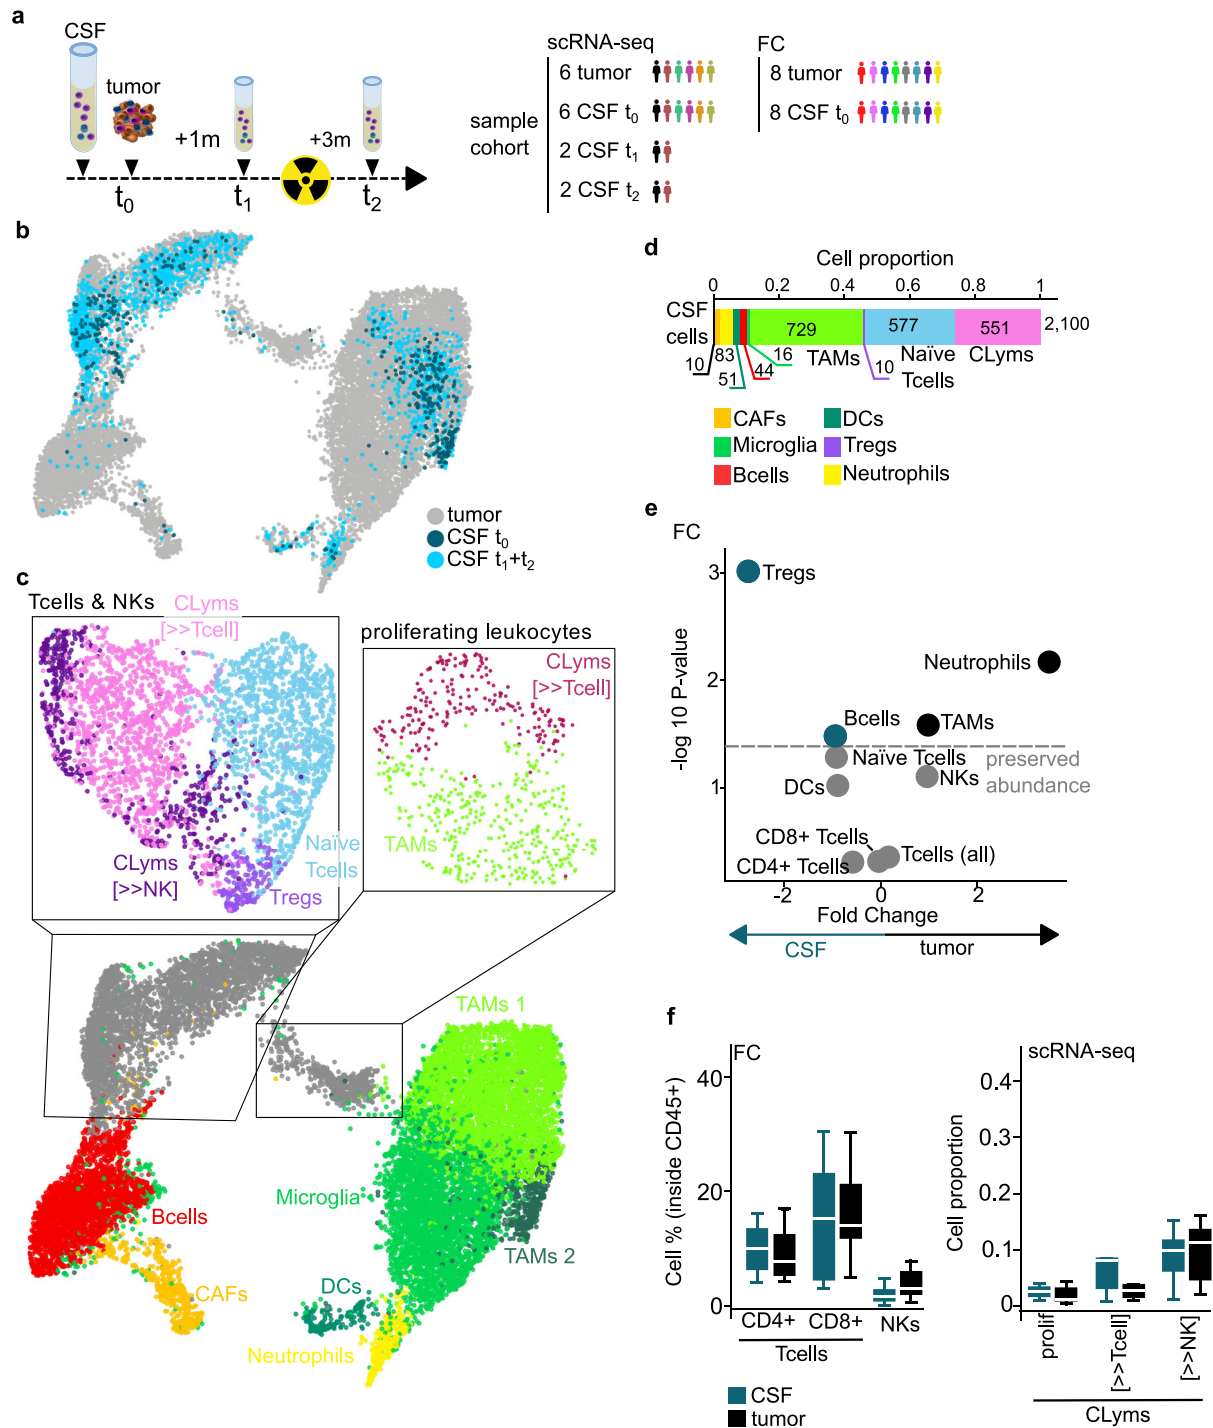 a
CSF
tumor
+1m
+3m
t0
t1
t2
scRNA-seq
sample
cohort
6 tumor
6 CSF t0
2 CSF t1
2 CSF t2
FC
8 tumor
8 CSF t0
b
tumor
CSF t0
CSF t1+t2
c
Tcells & NKs
CLyms
[>>Tcell]
CLyms
[>>NK]
Naïve
Tcells
Tregs
proliferating leukocytes
CLyms
[>>Tcell]
TAMs
TAMs 1
Microglia
TAMs 2
Bcells
CAFs
DCs
Neutrophils
d
Cell proportion
0 0.2 0.4 0.6 0.8 1
CSF
cells
729 577 551 2,100
10 83 51 44 16 TAMs 10 Naïve
Tcells
CLyms
CAFs
DCs
Microglia
Tregs
Bcells
Neutrophils
e
FC
-log 10 P-value
3
2
1
Tregs
Neutrophils
Bcells
TAMs
Naïve Tcells
preserved
abundance
DCs
NKs
CD8+ Tcells
CD4+ Tcells
Tcells (all)
-2 0 2
Fold Change
CSF
tumor
f
FC
Cell % (inside CD45+)
40
20
0
CD4+ CD8+ NKs
Tcells
CSF
tumor
scRNA-seq
Cell proportion
0.4
0.3
0.2
0.1
0
prolif
[>>Tcell]
[>>NK]
CLyms